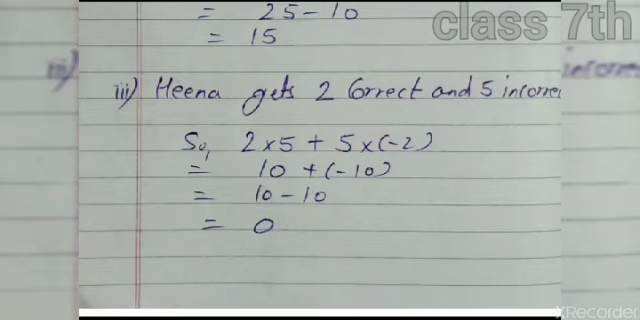 = 25-10
= 15
class 7th
iii) Heena gets 2 Correct and 5 incorre
So, 2×5 + 5×(-2)
= 10 +(-10)
= 10-10
= 0
XRecorder